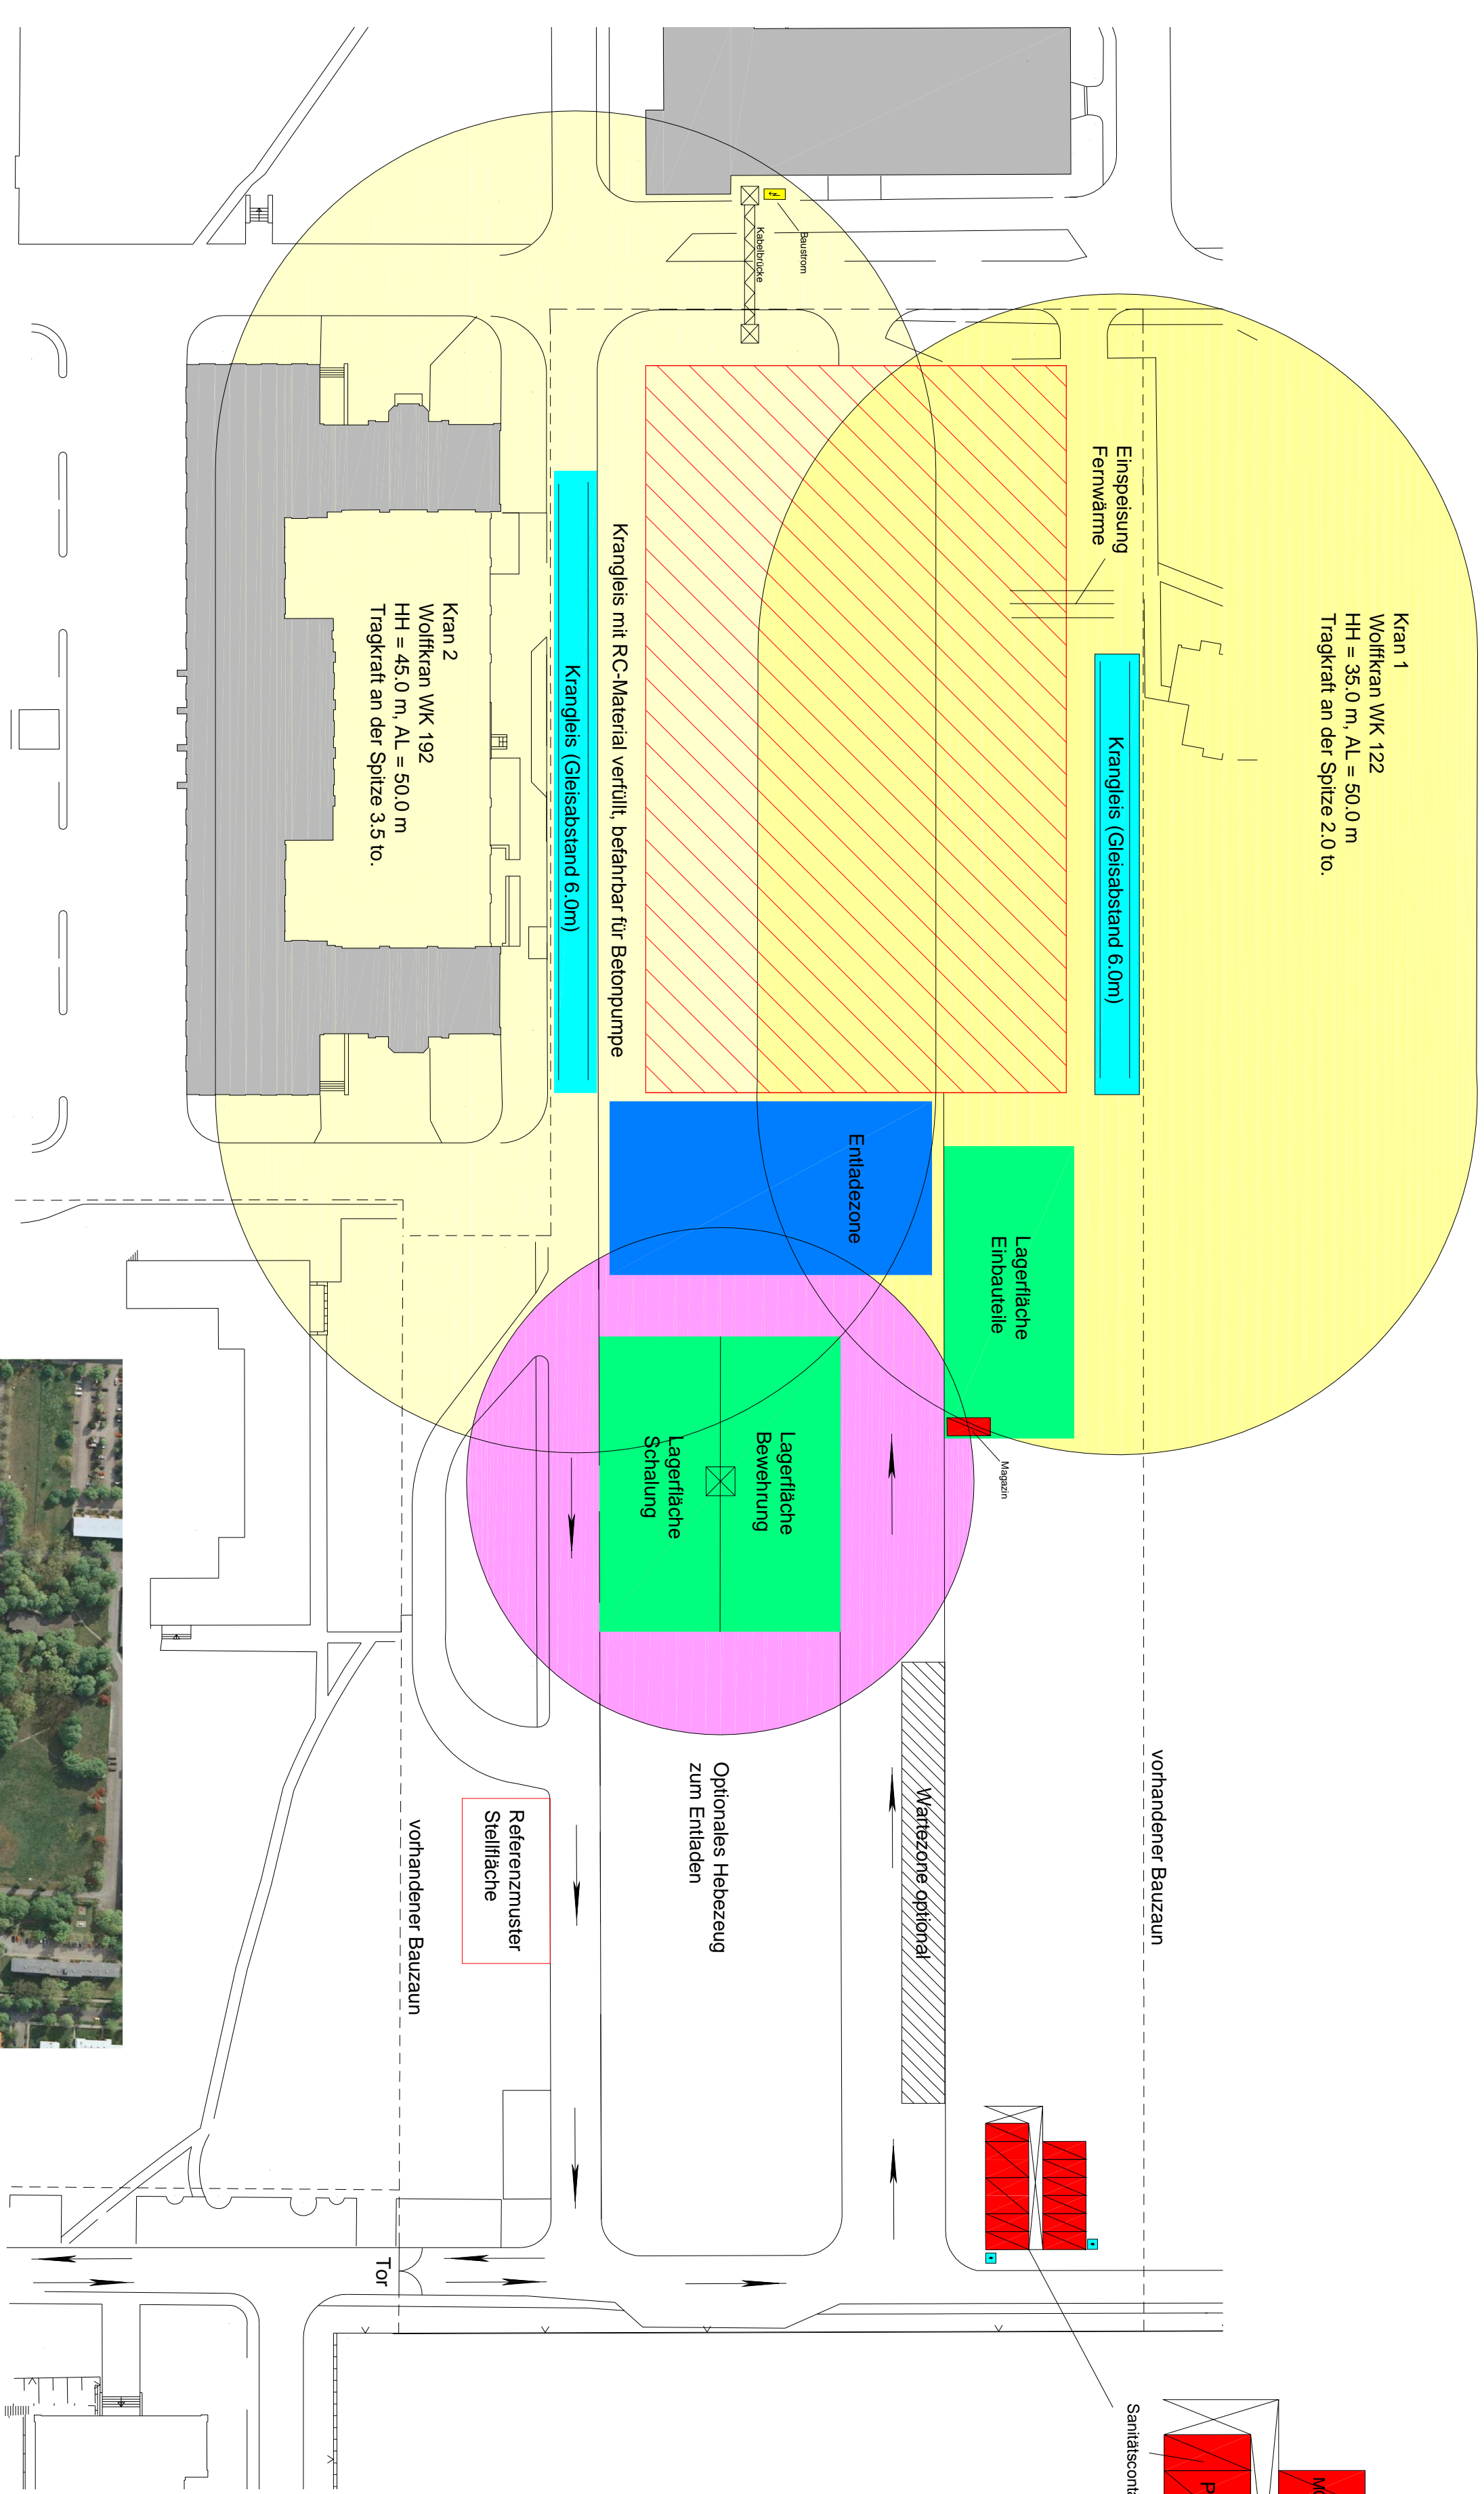 Kran 1
Wolffkran WK 122
HH = 35.0 m, AL = 50.0 m
Tragkraft an der Spitze 2.0 to.
Einspeisung
Fernwärme
Krangleis (Gleisabstand 6.0m)
Baustrom
Kabelbrücke
Krangleis mit RC-Material verfüllt, befahrbar für Betonpumpe
Krangleis (Gleisabstand 6.0m)
Kran 2
Wolffkran WK 192
HH = 45.0 m, AL = 50.0 m
Tragkraft an der Spitze 3.5 to.
Entladezone
Lagerfläche
Einbauteile
Magazin
Lagerfläche
Bewehrung
Lagerfläche
Schalung
vorhandener Bauzaun
Wartezone optional
Optionales Hebezeug
zum Entladen
Referenzmuster
Stellfläche
vorhandener Bauzaun
Tor
Sanitätsconta